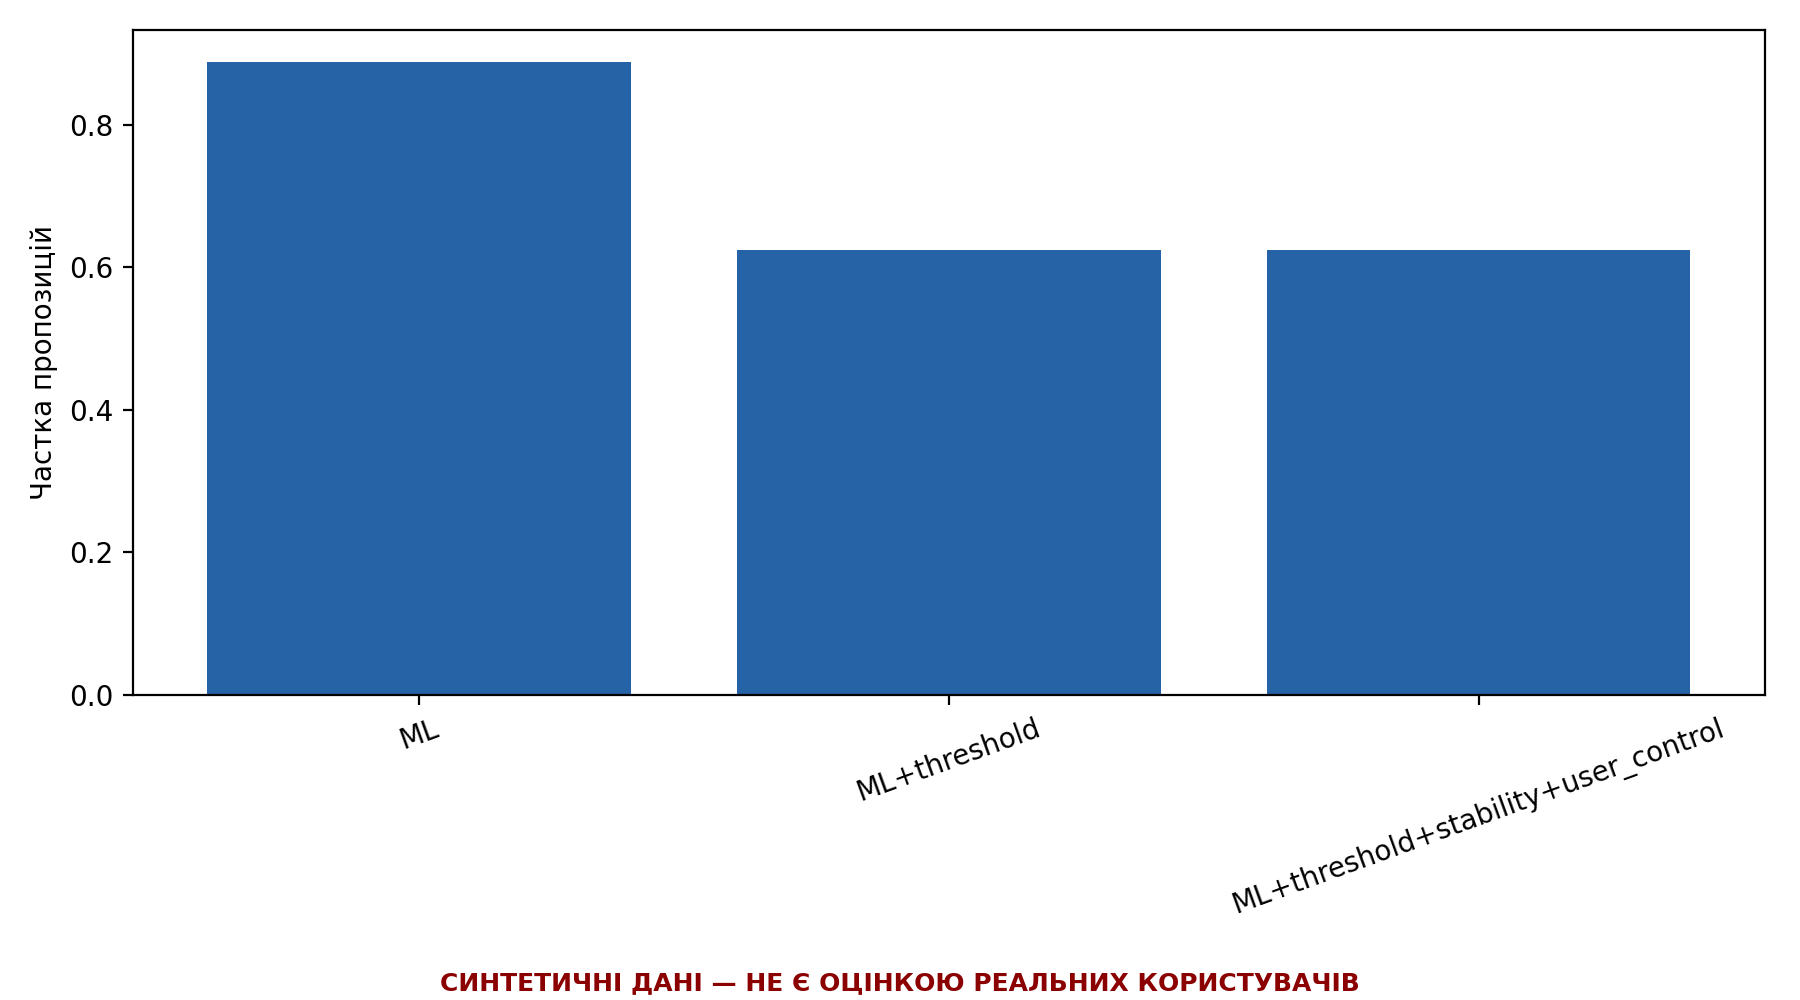 Частка пропозицій
0.8
0.6
0.4
0.2
0.0
ML
ML+threshold
ML+threshold+stability+user_control
СИНТЕТИЧНІ ДАНІ — НЕ Є ОЦІНКОЮ РЕАЛЬНИХ КОРИСТУВАЧІВ